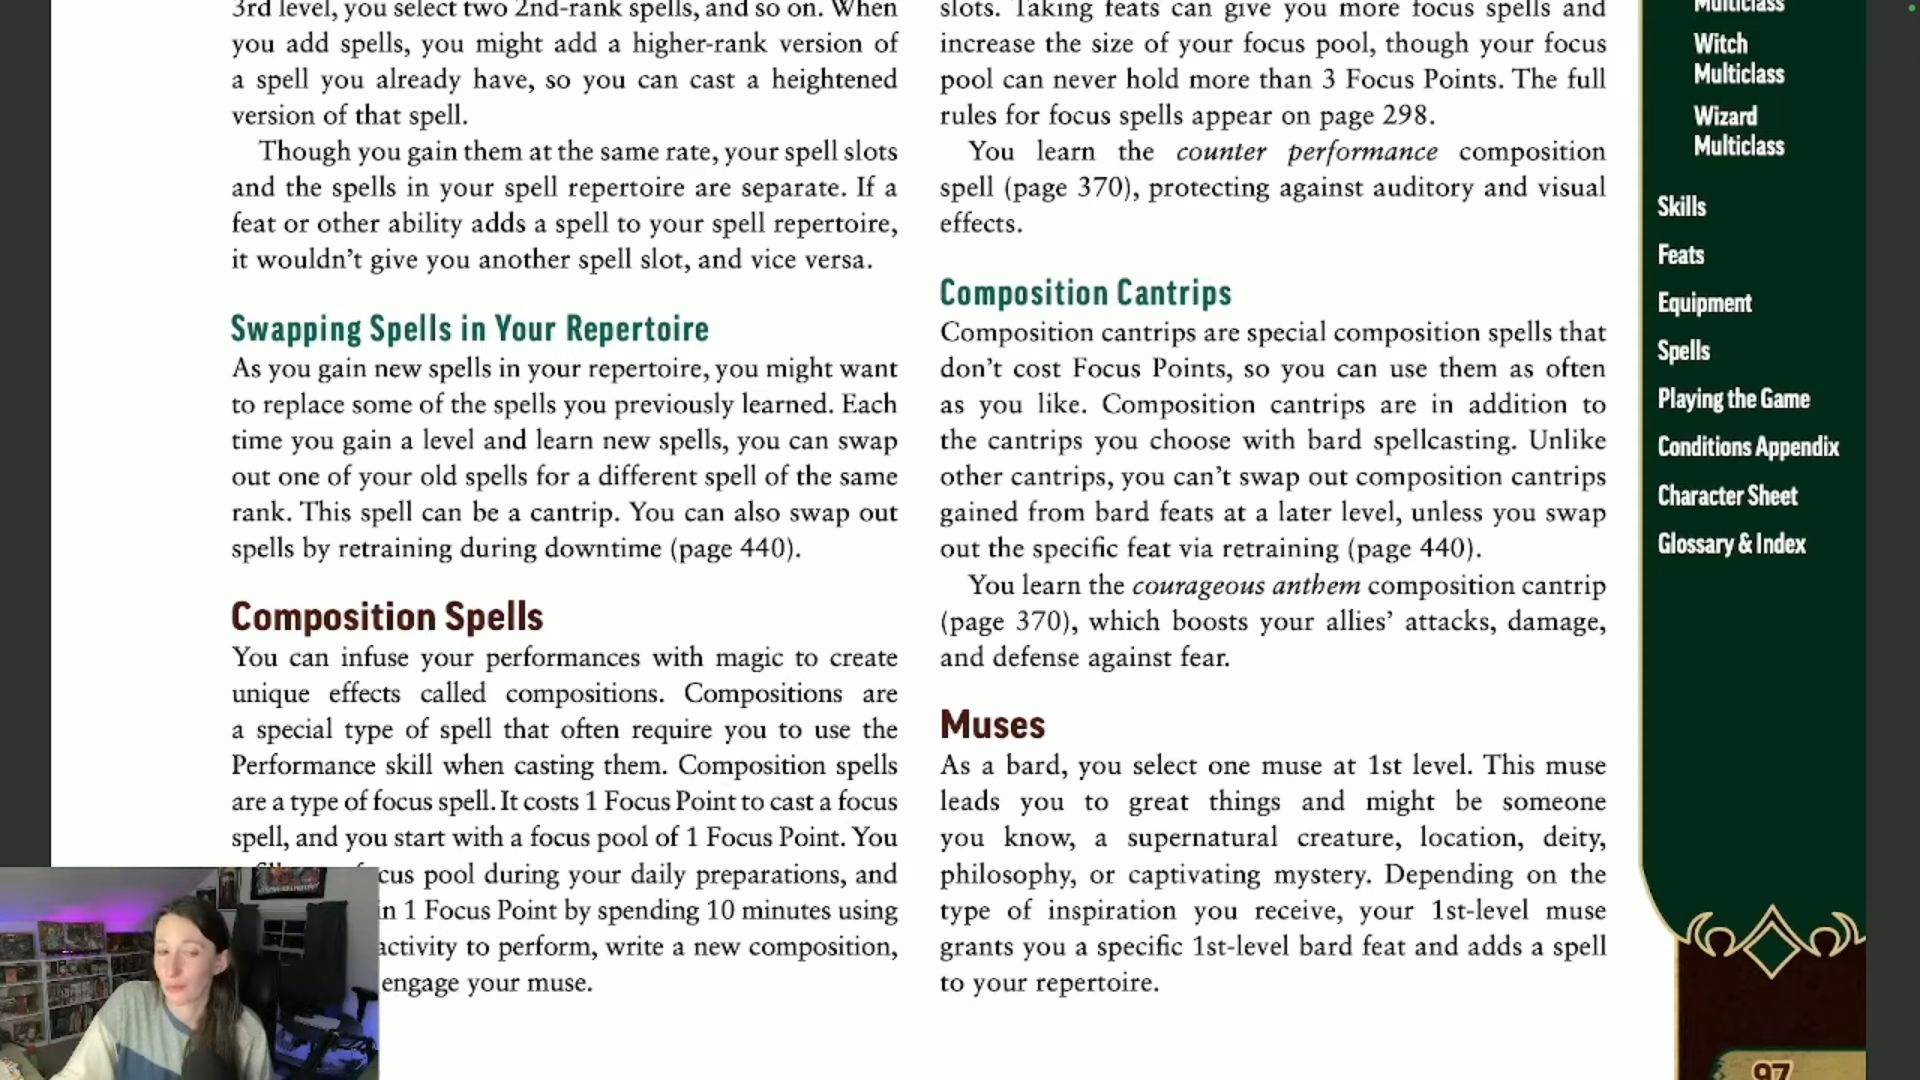 3rd level, you select two 2nd-rank spells, and so on. When
you add spells, you might add a higher-rank version of
a spell you already have, so you can cast a heightened
version of that spell.
Though you gain them at the same rate, your spell slots
and the spells in your spell repertoire are separate. If a
feat or other ability adds a spell to your spell repertoire,
it wouldn’t give you another spell slot, and vice versa.
Swapping Spells in Your Repertoire
As you gain new spells in your repertoire, you might want
to replace some of the spells you previously learned. Each
time you gain a level and learn new spells, you can swap
out one of your old spells for a different spell of the same
rank. This spell can be a cantrip. You can also swap out
spells by retraining during downtime (page 440).
Composition Spells
You can infuse your performances with magic to create
unique effects called compositions. Compositions are
a special type of spell that often require you to use the
Performance skill when casting them. Composition spells
are a type of focus spell. It costs 1 Focus Point to cast a focus
spell, and you start with a focus pool of 1 Focus Point. You
pool during your daily preparations, and
1 Focus Point by spending 10 minutes using
activity to perform, write a new composition,
engage your muse.
slots. Taking feats can give you more focus spells and
increase the size of your focus pool, though your focus
pool can never hold more than 3 Focus Points. The full
rules for focus spells appear on page 298.
You learn the counter performance composition
spell (page 370), protecting against auditory and visual
effects.
Composition Cantrips
Composition cantrips are special composition spells that
don’t cost Focus Points, so you can use them as often
as you like. Composition cantrips are in addition to
the cantrips you choose with bard spellcasting. Unlike
other cantrips, you can’t swap out composition cantrips
gained from bard feats at a later level, unless you swap
out the specific feat via retraining (page 440).
You learn the courageous anthem composition cantrip
(page 370), which boosts your allies’ attacks, damage,
and defense against fear.
Muses
As a bard, you select one muse at 1st level. This muse
leads you to great things and might be someone
you know, a supernatural creature, location, deity,
philosophy, or captivating mystery. Depending on the
type of inspiration you receive, your 1st-level muse
grants you a specific 1st-level bard feat and adds a spell
to your repertoire.
Multiclass
Witch
Multiclass
Wizard
Multiclass
Skills
Feats
Equipment
Spells
Playing the Game
Conditions Appendix
Character Sheet
Glossary & Index
97